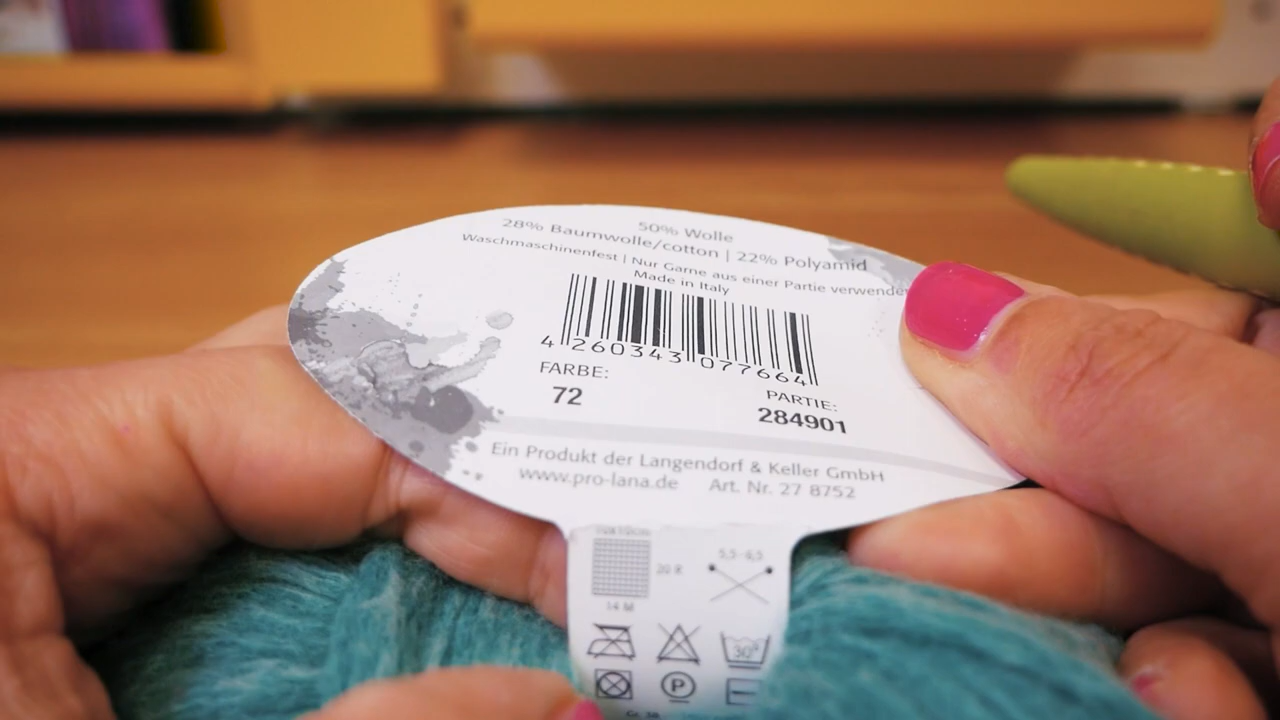 50% Wolle
28% Baumwolle/cotton | 22% Polyamid
Waschmaschinenfest | Nur Garne aus einer Partie verwende
Made in Italy
4 260343 077664
FARBE:
72
PARTIE:
284901
Ein Produkt der Langendorf & Keller GmbH
www.pro-lana.de Art. Nr. 27 8752
20 R
5,5-6,5
14 M
30°
P